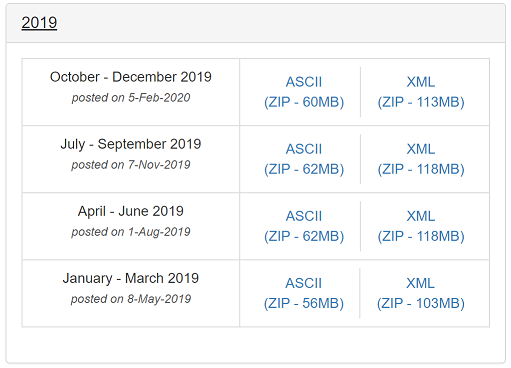 2019
October - December 2019
posted on 5-Feb-2020
ASCII
(ZIP - 60MB)
XML
(ZIP - 113MB)
July - September 2019
posted on 7-Nov-2019
ASCII
(ZIP - 62MB)
XML
(ZIP - 118MB)
April - June 2019
posted on 1-Aug-2019
ASCII
(ZIP - 62MB)
XML
(ZIP - 118MB)
January - March 2019
posted on 8-May-2019
ASCII
(ZIP - 56MB)
XML
(ZIP - 103MB)